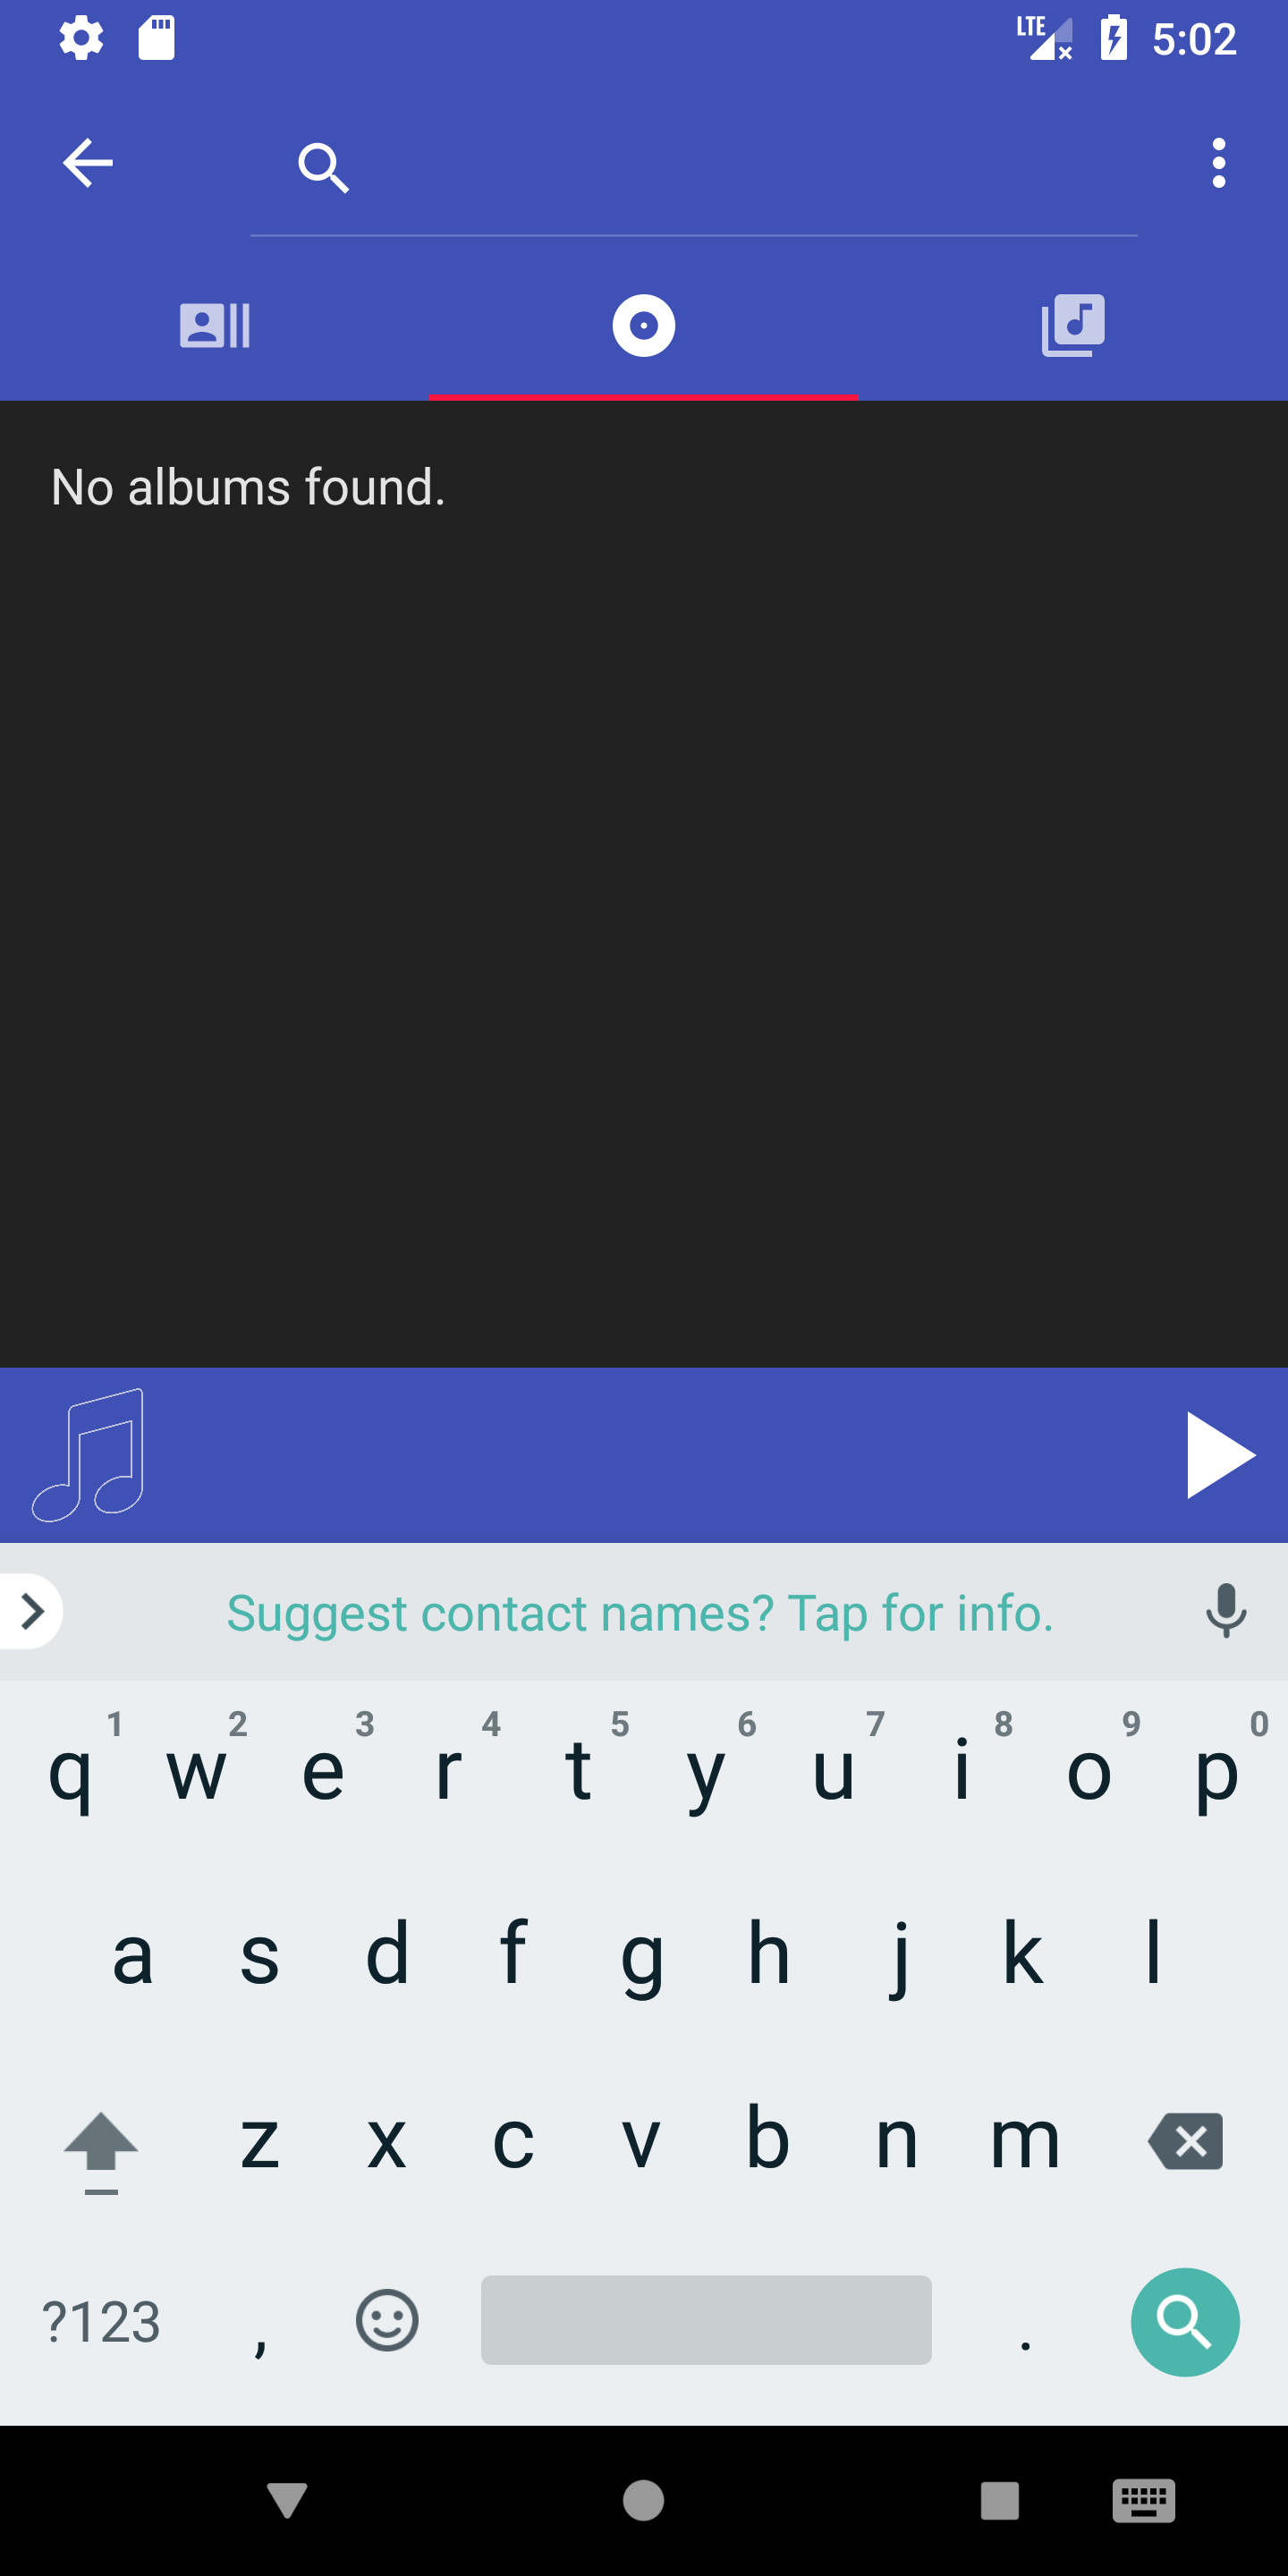 LTE 5:02
No albums found.
Suggest contact names? Tap for info.
1 2 3 4 5 6 7 8 9 0
q w e r t y u i o p
a s d f g h j k l
z x c v b n m
?123 , .